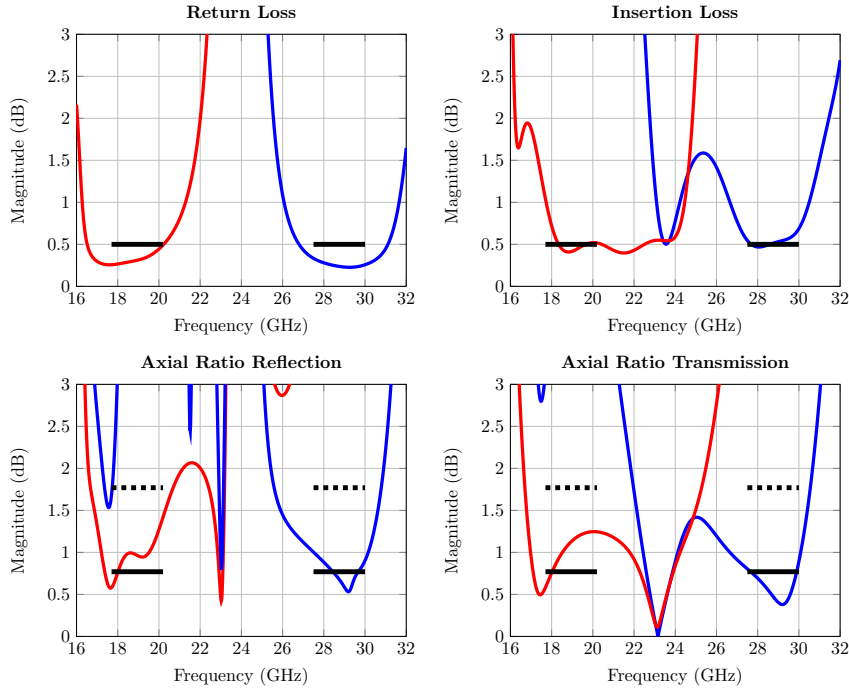 Return Loss
3
2.5
2
1.5
1
0.5
0
16 18 20 22 24 26 28 30 32
Magnitude (dB)
Frequency (GHz)
Insertion Loss
3
2.5
2
1.5
1
0.5
0
16 18 20 22 24 26 28 30 32
Magnitude (dB)
Frequency (GHz)
Axial Ratio Reflection
3
2.5
2
1.5
1
0.5
0
16 18 20 22 24 26 28 30 32
Magnitude (dB)
Frequency (GHz)
Axial Ratio Transmission
3
2.5
2
1.5
1
0.5
0
16 18 20 22 24 26 28 30 32
Magnitude (dB)
Frequency (GHz)